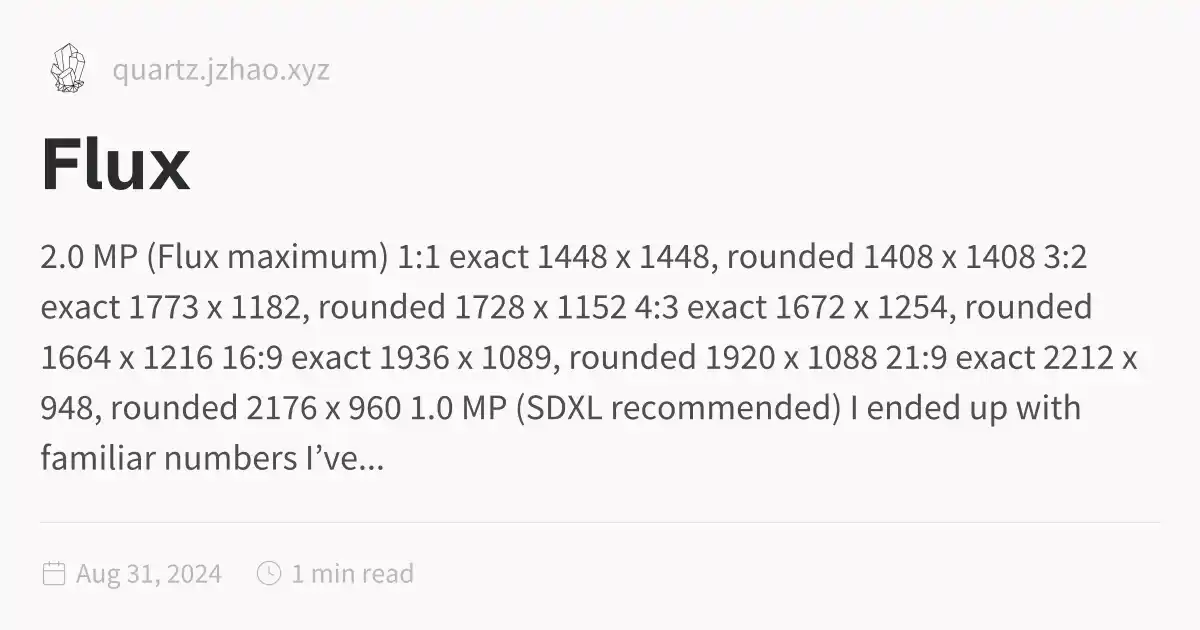 quartz.jzhao.xyz
Flux
2.0 MP (Flux maximum) 1:1 exact 1448 x 1448, rounded 1408 x 1408 3:2
exact 1773 x 1182, rounded 1728 x 1152 4:3 exact 1672 x 1254, rounded
1664 x 1216 16:9 exact 1936 x 1089, rounded 1920 x 1088 21:9 exact 2212 x
948, rounded 2176 x 960 1.0 MP (SDXL recommended) I ended up with
familiar numbers I’ve...
Aug 31, 2024 1 min read